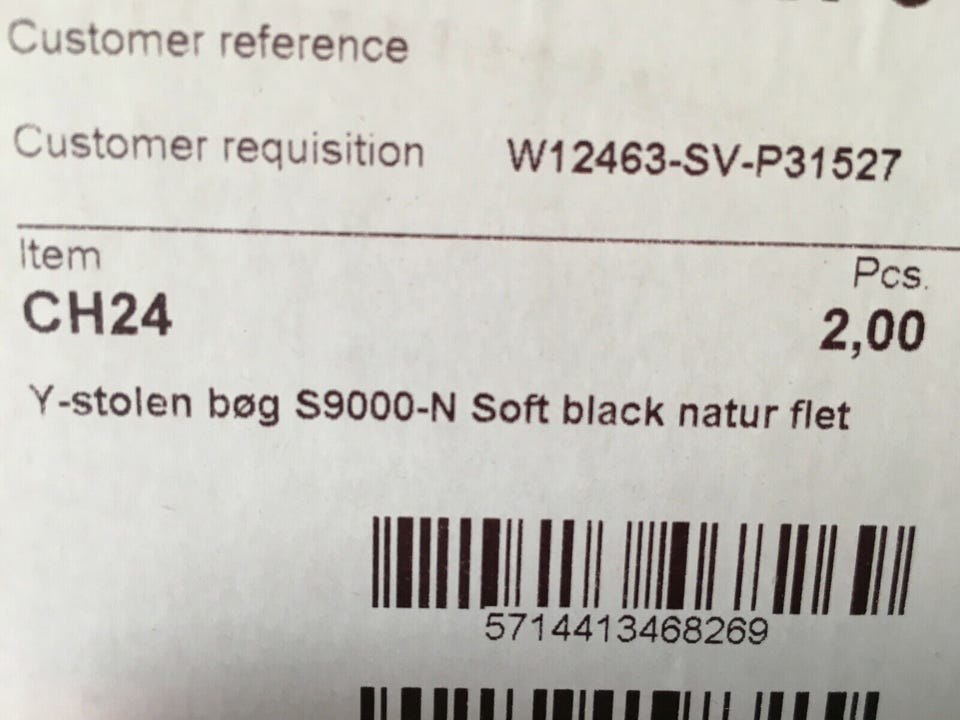 Customer reference
Customer requisition W12463-SV-P31527
Item Pcs.
CH24 2,00
Y-stolen bøg S9000-N Soft black natur flet
5714413468269